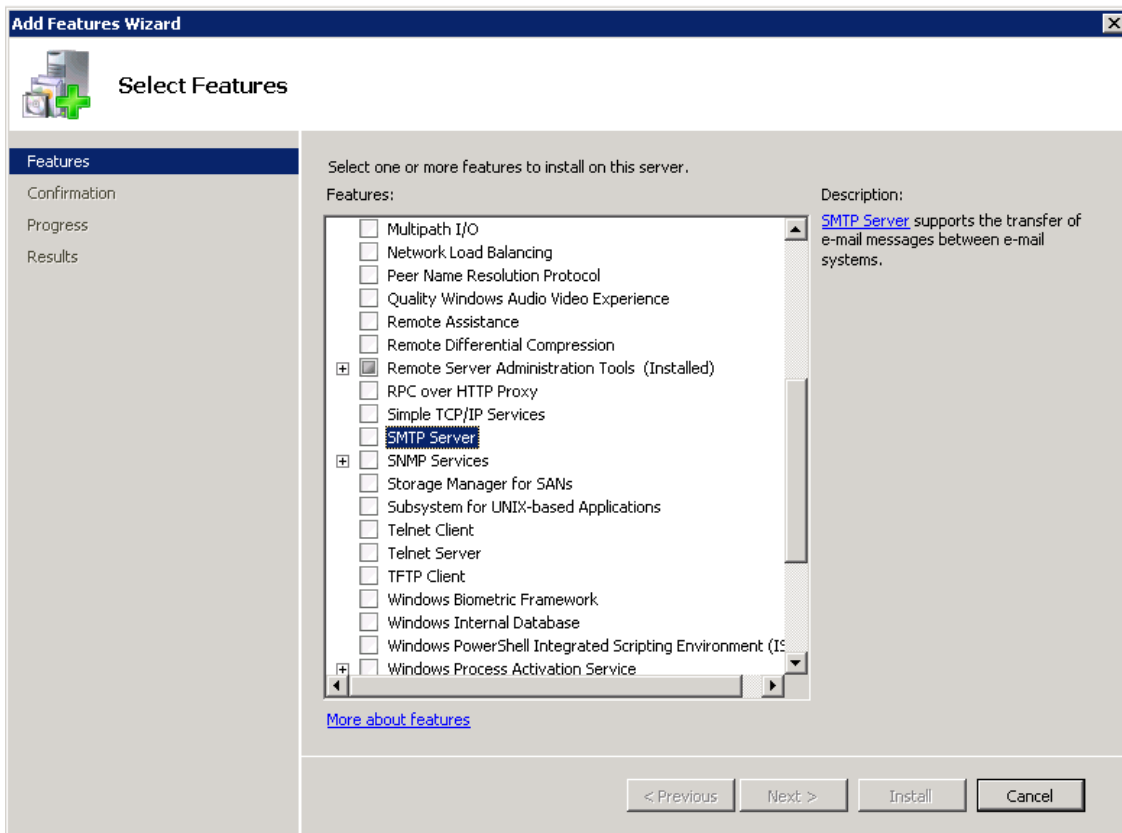 Add Features Wizard
Select Features
Features
Confirmation
Progress
Results
Select one or more features to install on this server.
Features:
Multipath I/O
Network Load Balancing
Peer Name Resolution Protocol
Quality Windows Audio Video Experience
Remote Assistance
Remote Differential Compression
Remote Server Administration Tools (Installed)
RPC over HTTP Proxy
Simple TCP/IP Services
SMTP Server
SNMP Services
Storage Manager for SANs
Subsystem for UNIX-based Applications
Telnet Client
Telnet Server
TFTP Client
Windows Biometric Framework
Windows Internal Database
Windows PowerShell Integrated Scripting Environment (IS
Windows Process Activation Service
More about features
Description:
SMTP Server supports the transfer of
e-mail messages between e-mail
systems.
< Previous
Next >
Install
Cancel